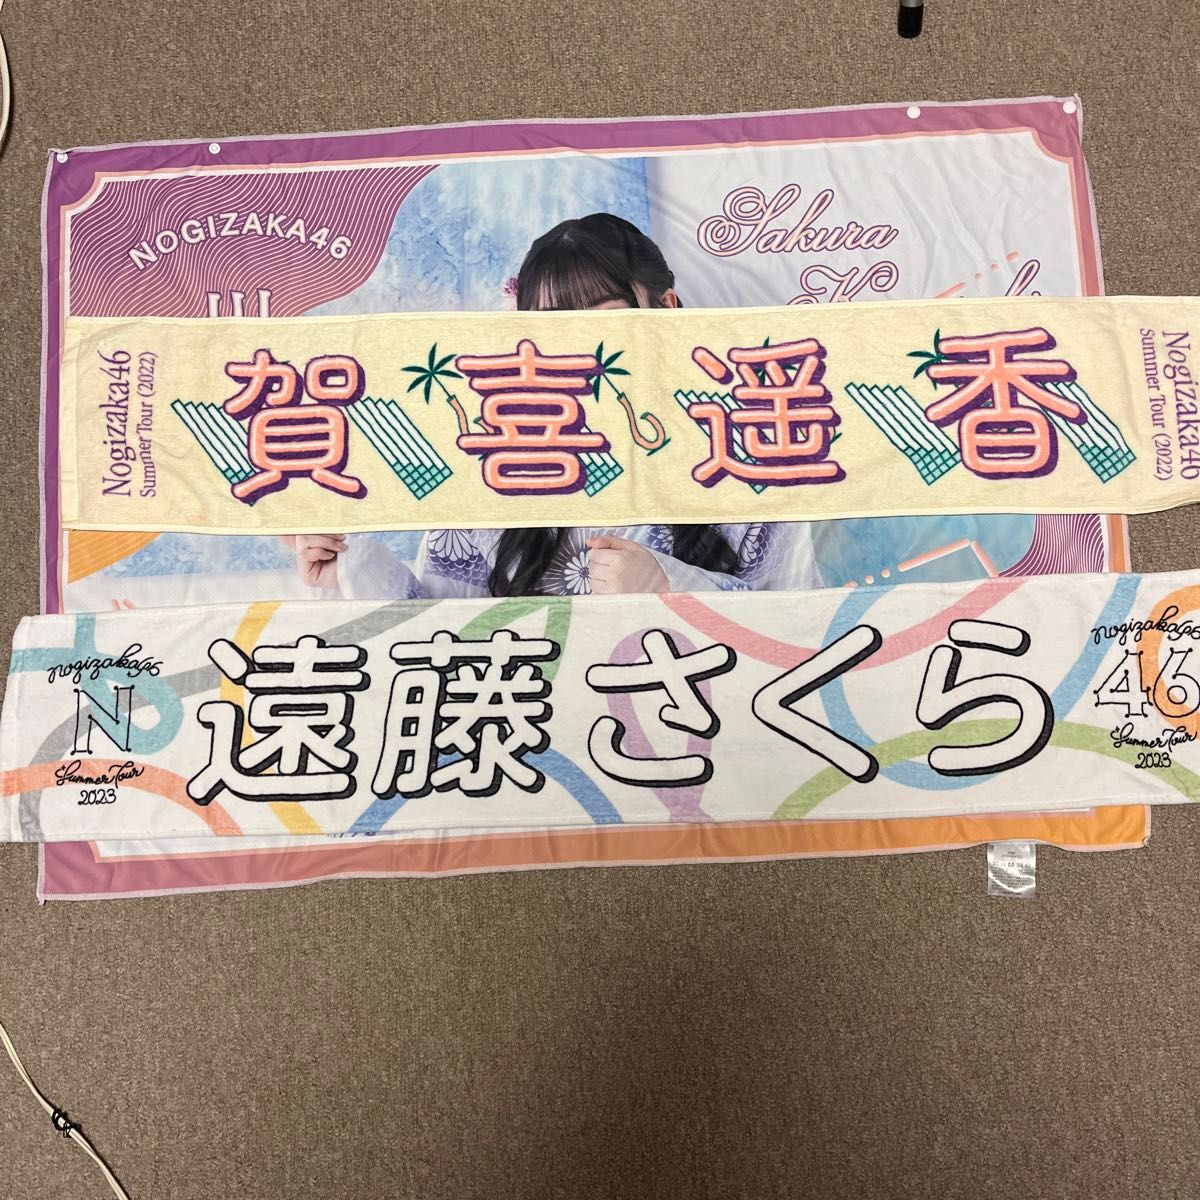 NOGIZAKA46
Sakura
Nogizaka46
Summer Tour (2022)
賀喜遥香
Nogizaka46
Summer Tour (2022)
nogizaka46
N
Summer Tour
2023
遠藤さくら
nogizaka46
46
Summer Tour
2023